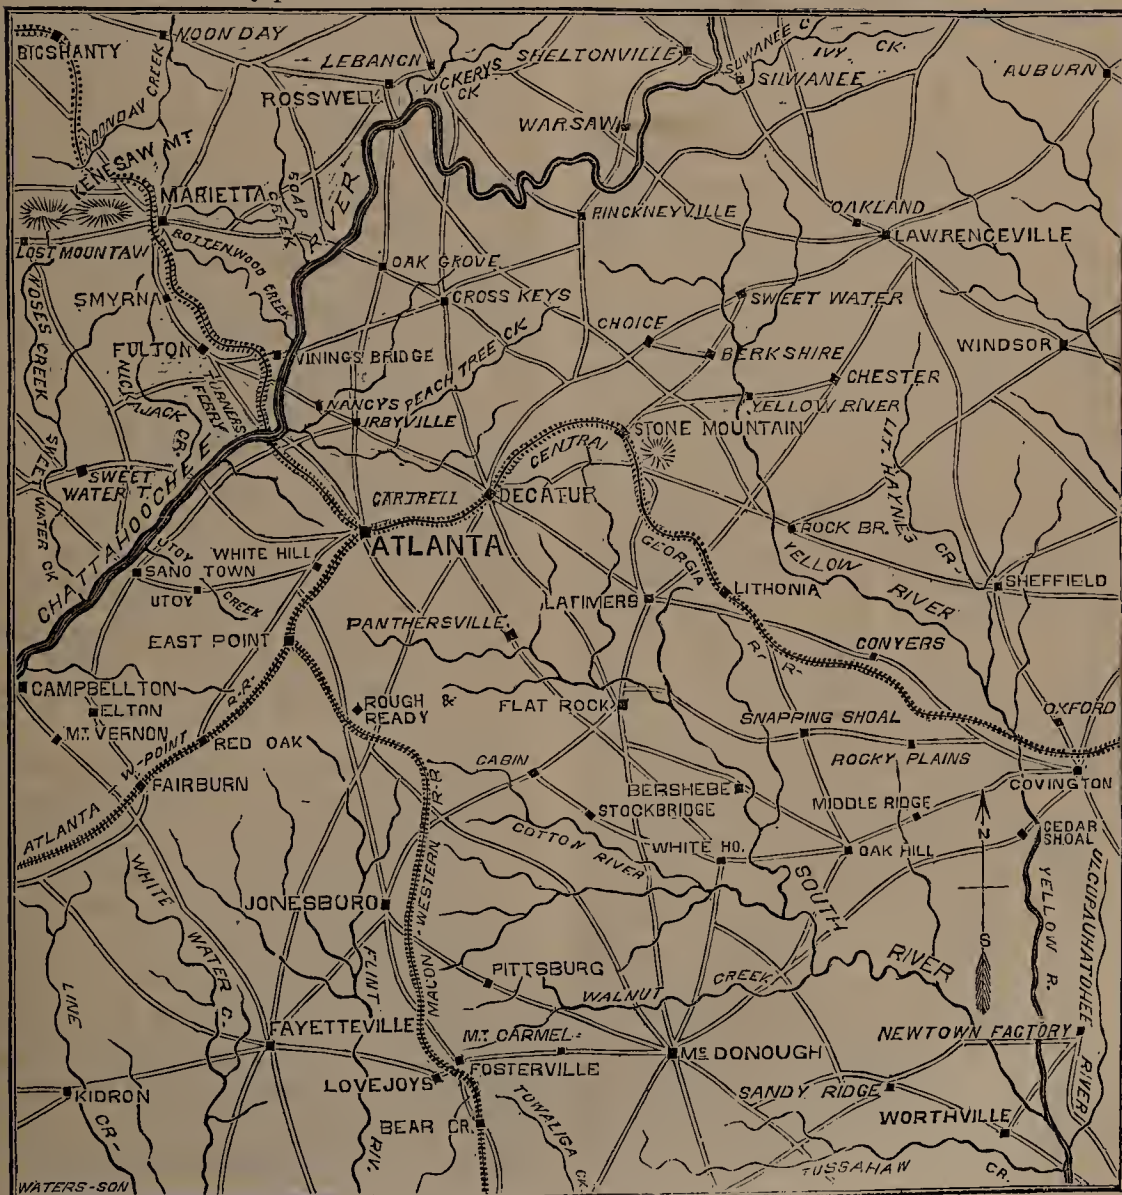 BIGSHANTY
NOONDAY
LEBANON
SHELTONVILLE
SUWANEE C
IVY CK.
SUWANEE
AUBURN
ROSSWELL
VICKERYS CK
NOONDAY CREEK
WARSAW
KENESAW MT
MARIETTA
SOAP CREEK
RIVER
PINCKNEYVILLE
OAKLAND
LAWRENCEVILLE
LOST MOUNTAW
ROTTENWOOD CREEK
OAK GROVE
NOSES CREEK
SMYRNA
CROSS KEYS
SWEET WATER
CHOICE
FULTON
VININGS BRIDGE
PEACH TREE CK
BERKSHIRE
WINDSOR
NICKAJACK CR.
TURNERS FERRY
NANCYS
IRBYVILLE
CHESTER
YELLOW RIVER
STONE MOUNTAIN
SWEET WATER T.
SWEET WATER CK
CENTRAL
CARTRELL
DECATUR
LIT. HAYNES CR-
ROCK BR.
CHATTAHOOCHEE
ATLANTA
GEORGIA R- R-
YELLOW RIVER
UTOY CREEK
WHITE HILL
SAND TOWN
UTOY
LITHONIA
SHEFFIELD
LATIMERS
EAST POINT
PANTHERSVILLE
CONYERS
CAMPBELLTON
ELTON
ROUGH & READY
FLAT ROCK
SNAPPING SHOAL
OXFORD
MT. VERNON
RED OAK
ROCKY PLAINS
ATLANTA & W-POINT R-R-
CABIN
FAIRBURN
BERSHEBE
STOCKBRIDGE
MIDDLE RIDGE
N
COVINGTON
COTTON RIVER
WHITE HO.
OAK HILL
CEDAR SHOAL
WHITE WATER C.
JONESBORO
MACON-WESTERN R-R
SOUTH RIVER
S
YELLOW R.
ULCUPAUHATOHEE RIVER
LINE CR-
FLINT RIV.
PITTSBURG
WALNUT CREEK
FAYETTEVILLE
MT. CARMEL
NEWTOWN FACTORY
FOSTERVILLE
McDONOUGH
LOVEJOYS
KIDRON
SANDY RIDGE
BEAR CR.
TOWALIGA CK
WORTHVILLE
TUSSAHAW CR.
WATERS-SON